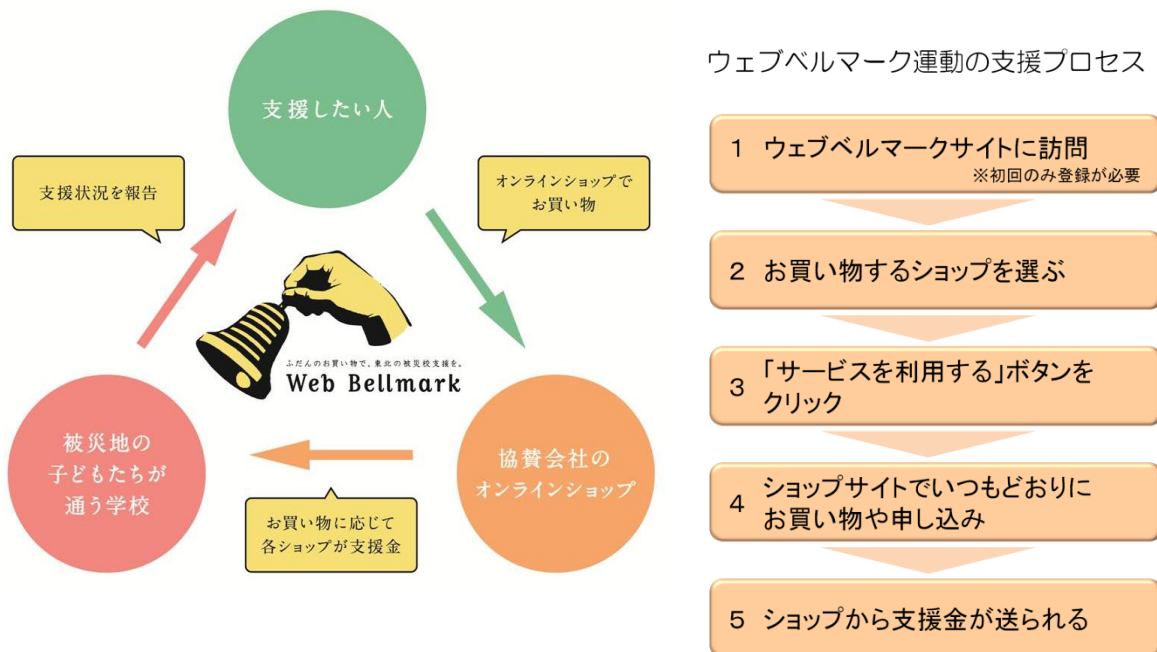 支援したい人
支援状況を報告
オンラインショップで
お買い物
ふだんのお買い物で、東北の被災校支援を。
Web Bellmark
被災地の
子どもたちが
通う学校
協賛会社の
オンラインショップ
お買い物に応じて
各ショップが支援金
ウェブベルマーク運動の支援プロセス
1 ウェブベルマークサイトに訪問
※初回のみ登録が必要
2 お買い物するショップを選ぶ
3 「サービスを利用する」ボタンを
クリック
4 ショップサイトでいつもどおりに
お買い物や申し込み
5 ショップから支援金が送られる